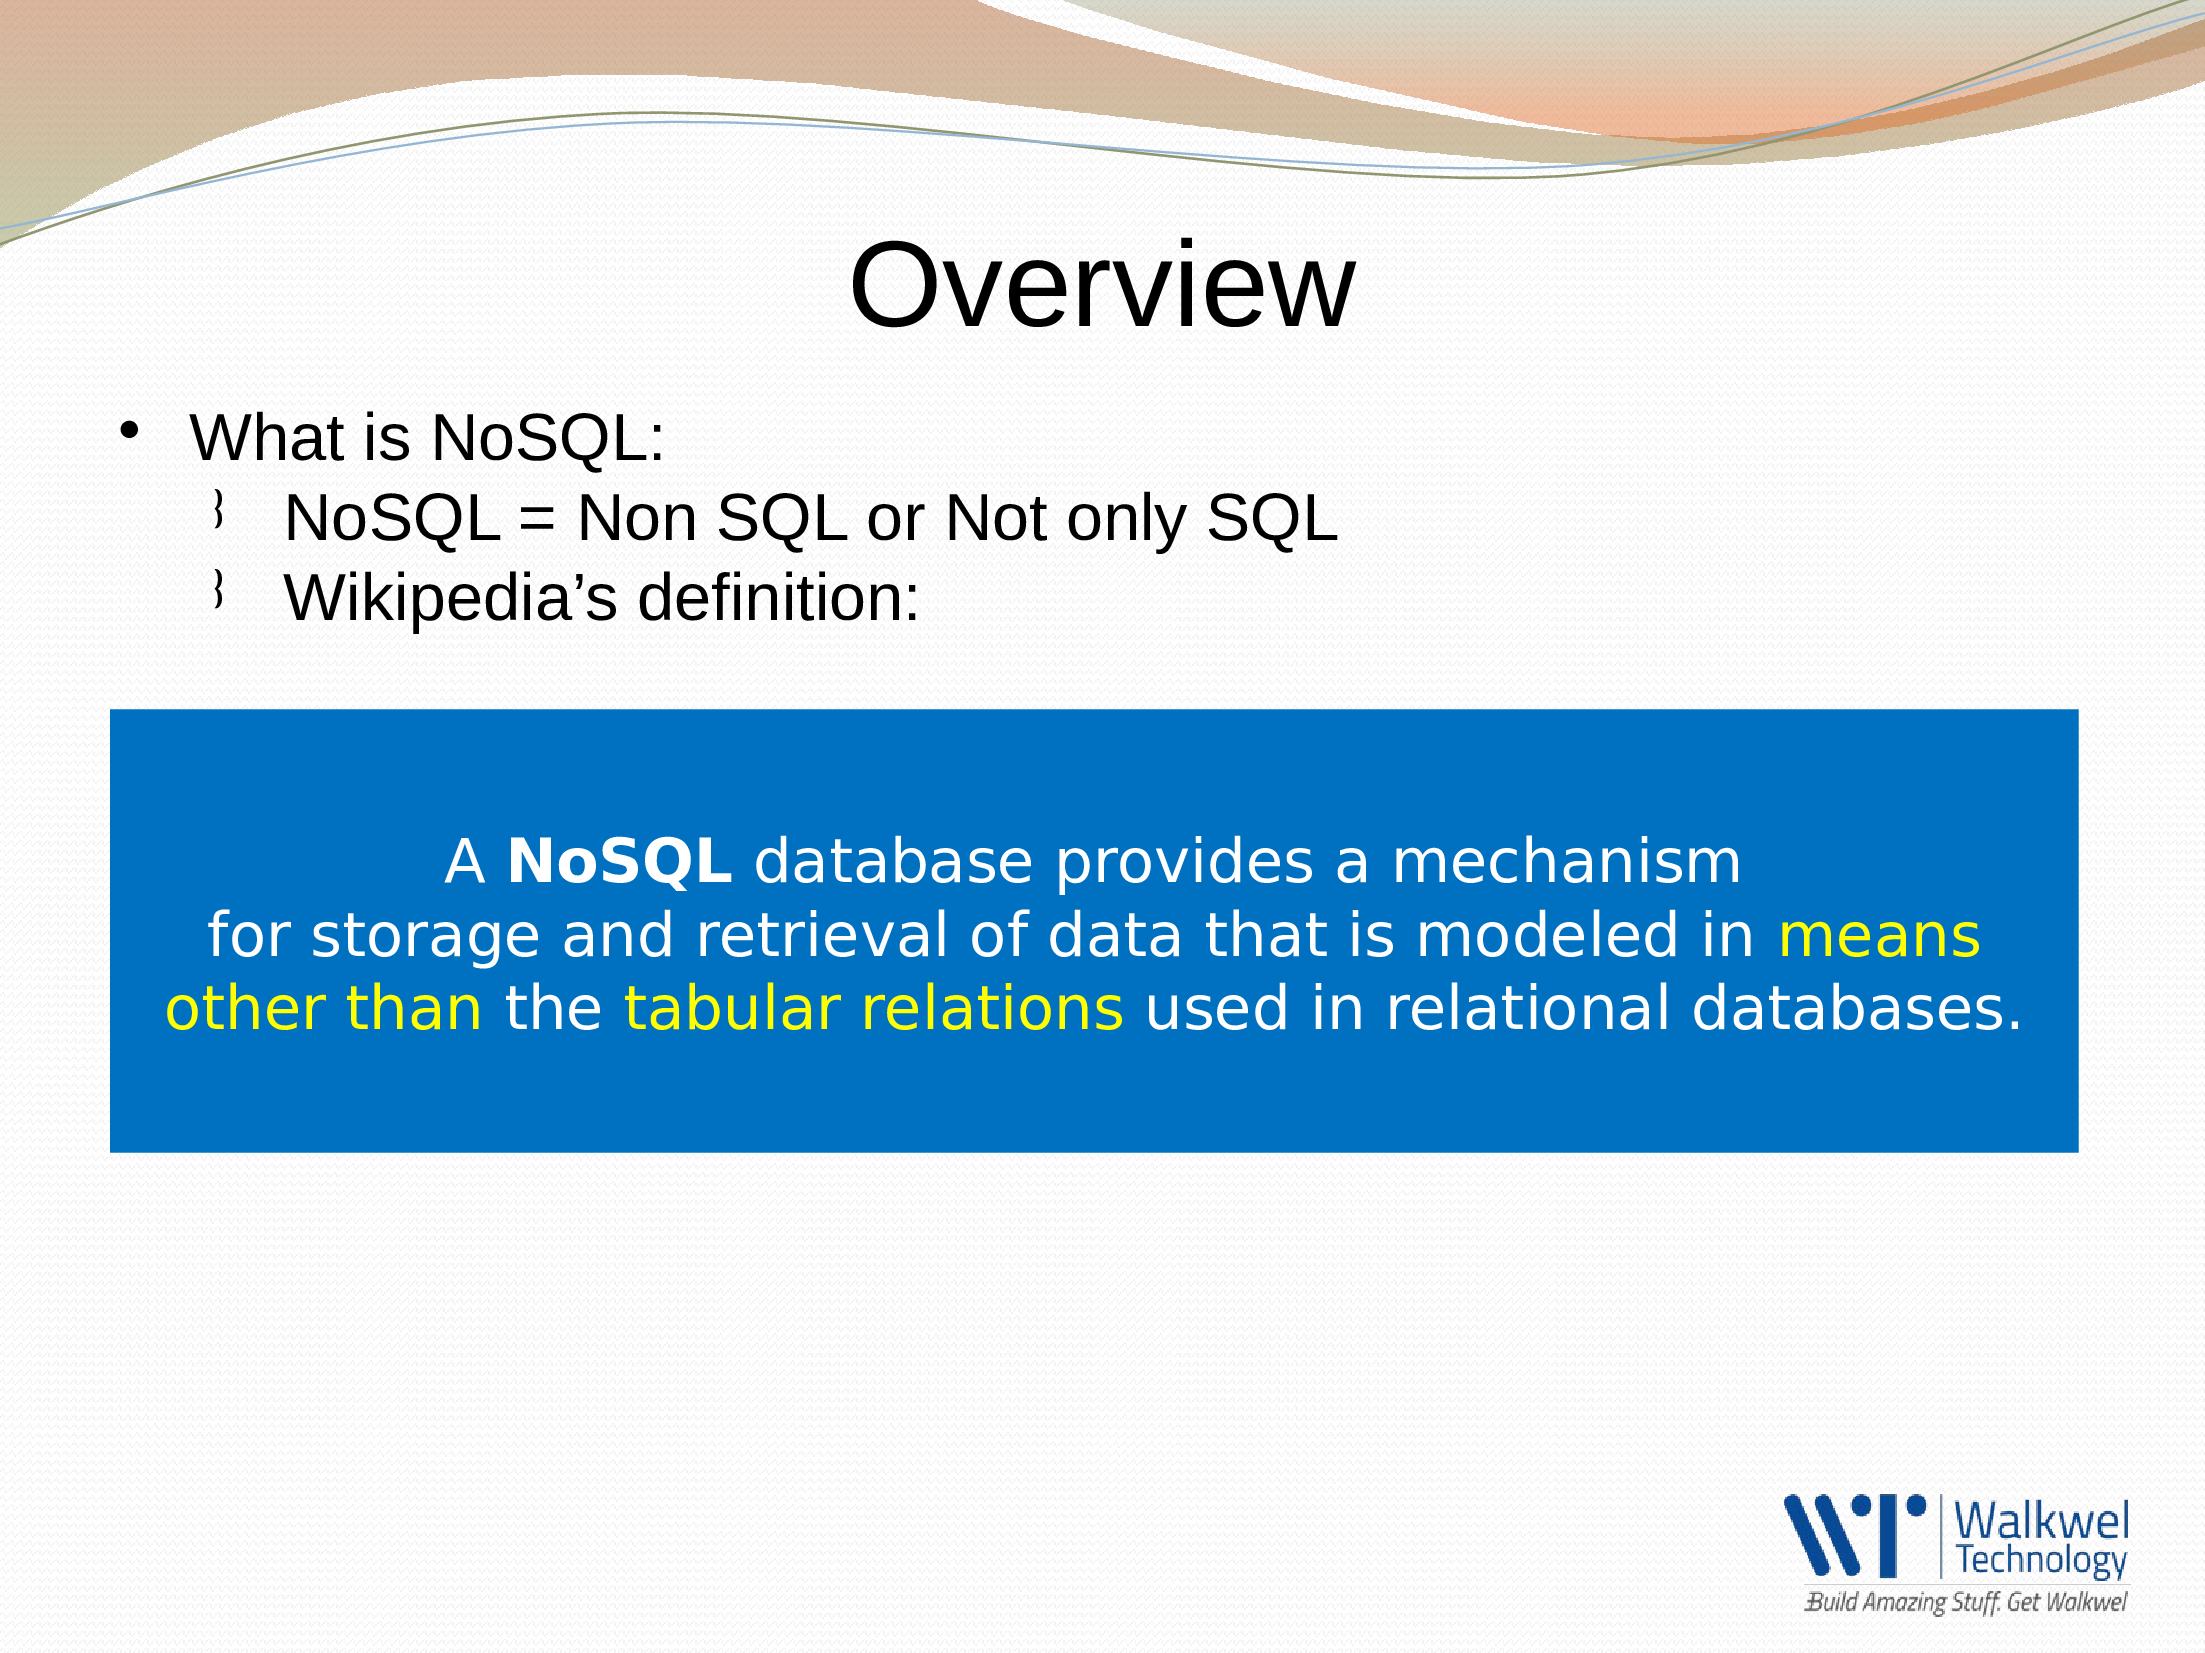 Overview
• What is NoSQL:
NoSQL = Non SQL or Not only SQL
Wikipedia’s definition:
A NoSQL database provides a mechanism
for storage and retrieval of data that is modeled in means
other than the tabular relations used in relational databases.
Walkwel
Technology
Build Amazing Stuff. Get Walkwel